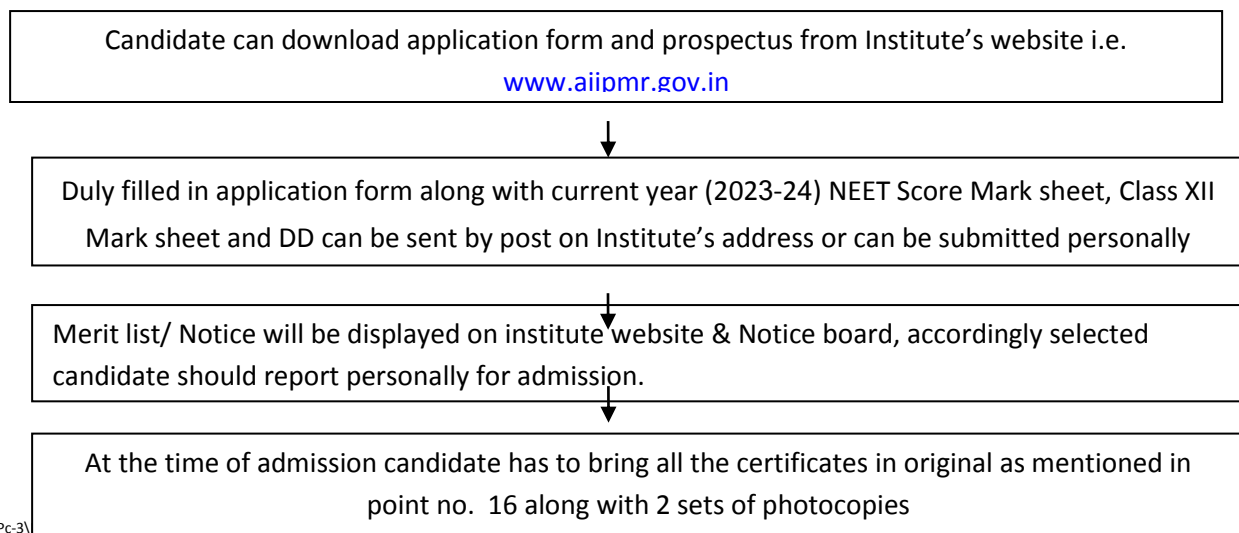 Candidate can download application form and prospectus from Institute's website i.e.
www.aiipmr.gov.in
Duly filled in application form along with current year (2023-24) NEET Score Mark sheet, Class XII
Mark sheet and DD can be sent by post on Institute's address or can be submitted personally
Merit list/ Notice will be displayed on institute website & Notice board, accordingly selected
candidate should report personally for admission.
At the time of admission candidate has to bring all the certificates in original as mentioned in
point no. 16 along with 2 sets of photocopies
Pc-3\